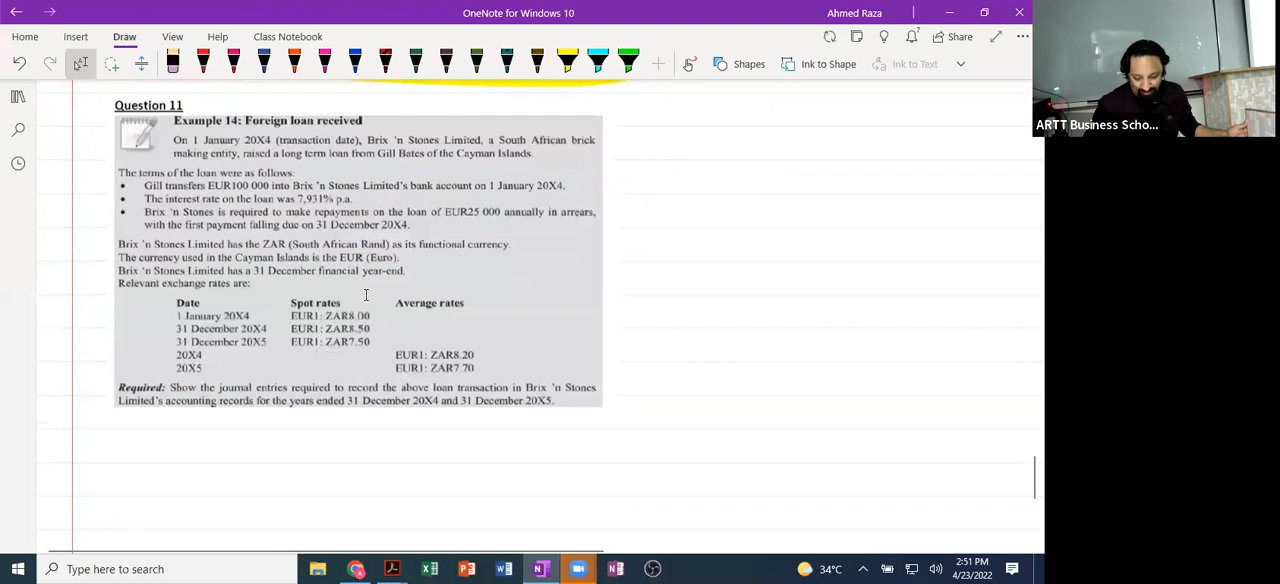 OneNote for Windows 10
Ahmed Raza
Home Insert Draw View Help Class Notebook
Share
Shapes Ink to Shape Ink to Text
ARTT Business Scho...
Question 11
Example 14: Foreign loan received
On 1 January 20X4 (transaction date), Brix 'n Stones Limited, a South African brick
making entity, raised a long term loan from Gill Bates of the Cayman Islands.
The terms of the loan were as follows:
• Gill transfers EUR100 000 into Brix 'n Stones Limited's bank account on 1 January 20X4.
• The interest rate on the loan was 7,931% p.a.
• Brix 'n Stones is required to make repayments on the loan of EUR25 000 annually in arrears,
with the first payment falling due on 31 December 20X4.
Brix 'n Stones Limited has the ZAR (South African Rand) as its functional currency.
The currency used in the Cayman Islands is the EUR (Euro).
Brix 'n Stones Limited has a 31 December financial year-end.
Relevant exchange rates are:
Date Spot rates Average rates
1 January 20X4 EUR1: ZAR8.00
31 December 20X4 EUR1: ZAR8.50
31 December 20X5 EUR1: ZAR7.50
20X4 EUR1: ZAR8.20
20X5 EUR1: ZAR7.70
Required: Show the journal entries required to record the above loan transaction in Brix 'n Stones
Limited's accounting records for the years ended 31 December 20X4 and 31 December 20X5.
Type here to search
34°C
2:51 PM
4/23/2022